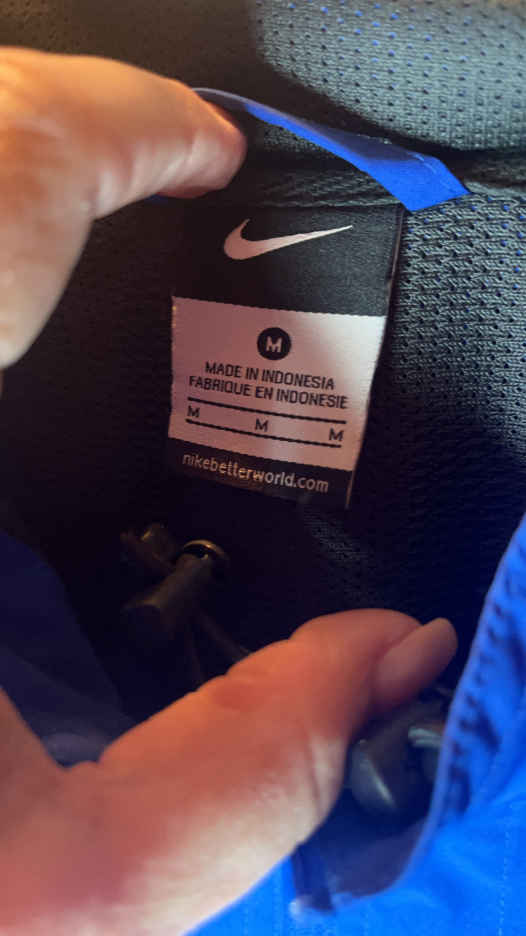 M
MADE IN INDONESIA
FABRIQUE EN INDONESIE
M M M
nikebetterworld.com